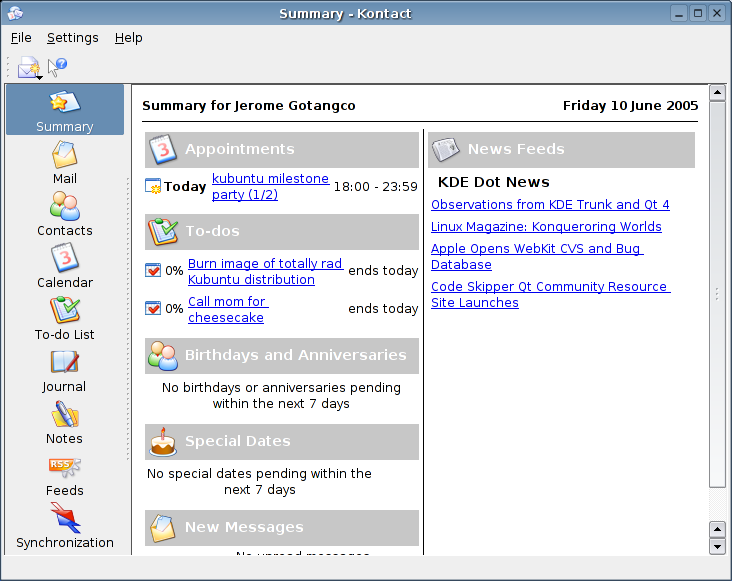 Summary - Kontact
File Settings Help
Summary
Mail
Contacts
Calendar
To-do List
Journal
Notes
RSS
Feeds
Synchronization
Summary for Jerome Gotangco
Friday 10 June 2005
3 Appointments
Today kubuntu milestone party (1/2) 18:00 - 23:59
To-dos
0% Burn image of totally rad Kubuntu distribution ends today
0% Call mom for cheesecake ends today
Birthdays and Anniversaries
No birthdays or anniversaries pending
within the next 7 days
Special Dates
No special dates pending within the
next 7 days
New Messages
No unread messages
News Feeds
KDE Dot News
Observations from KDE Trunk and Qt 4
Linux Magazine: Konqueroring Worlds
Apple Opens WebKit CVS and Bug
Database
Code Skipper Qt Community Resource
Site Launches